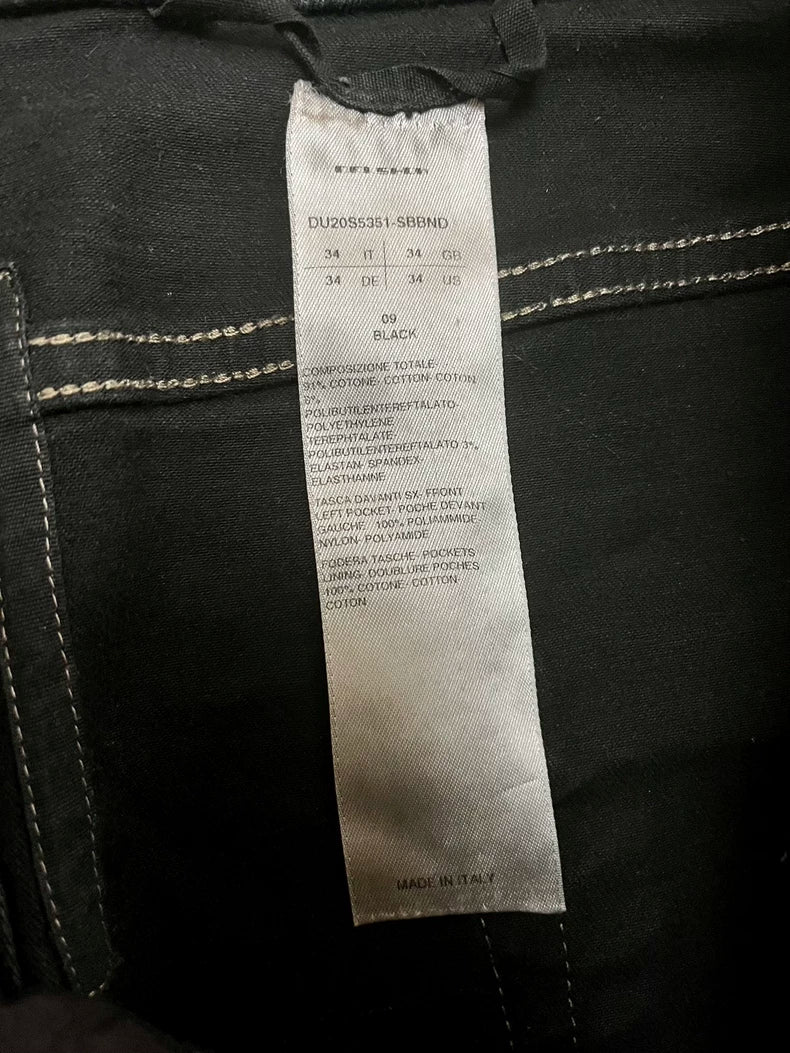 DU20S5351-SBBND
34 IT 34 GB
34 DE 34 US
09
BLACK
COMPOSIZIONE TOTALE-
91% COTONE- COTTON- COTON
POLIBUTILENTEREFTALATO-
POLYETHYLENE
TEREPHTALATE
POLIBUTILENTEREFTALATO 3%
ELASTAN- SPANDEX-
ELASTHANNE
TASCA DAVANTI SX- FRONT
LEFT POCKET- POCHE DEVANT
GAUCHE 100% POLIAMMIDE-
NYLON- POLYAMIDE
FODERA TASCHE- POCKETS
LINING- DOUBLURE POCHES
100% COTONE- COTTON-
COTON
MADE IN ITALY